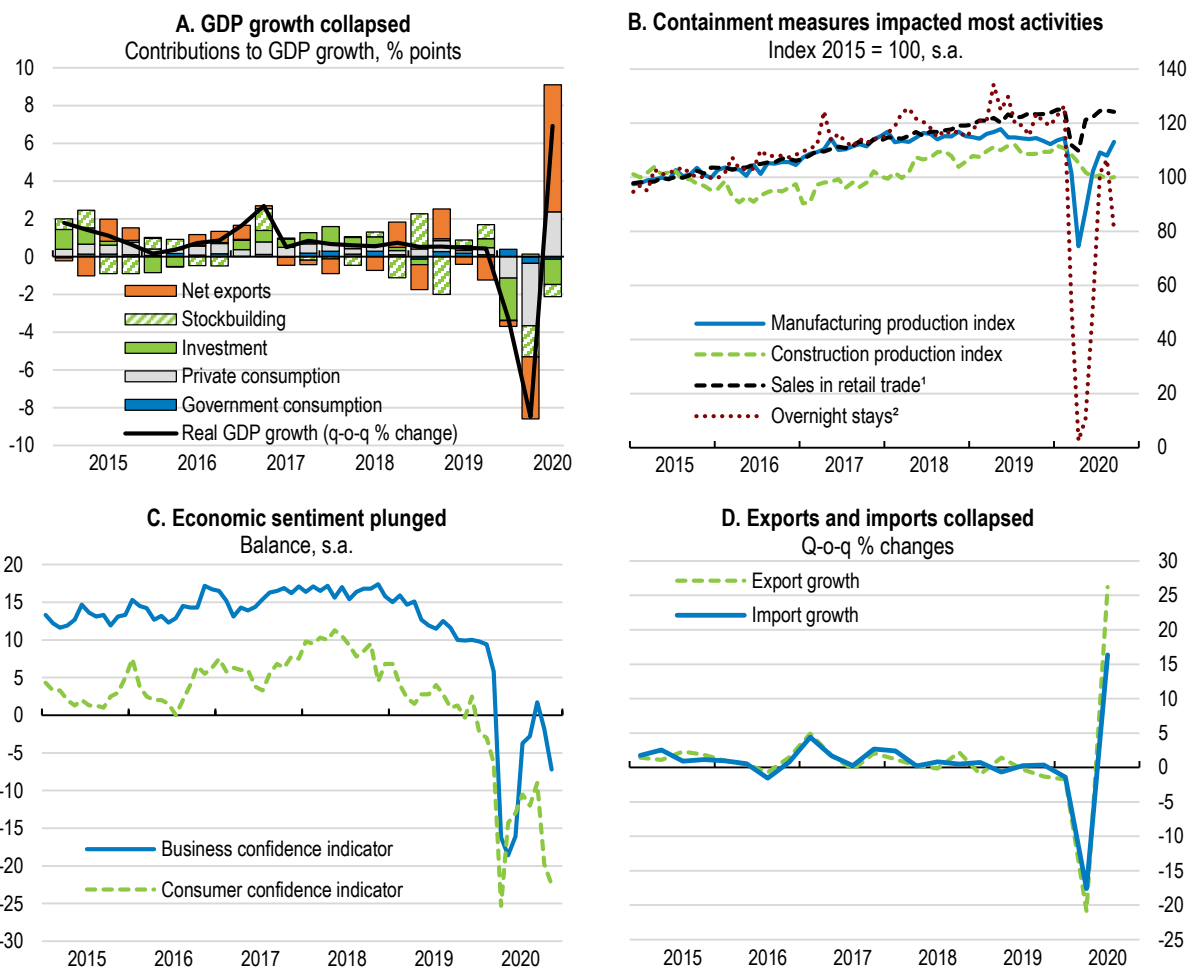 A. GDP growth collapsed
Contributions to GDP growth, % points
10
8
6
4
2
0
-2
-4
-6
-8
-10
Net exports
Stockbuilding
Investment
Private consumption
Government consumption
Real GDP growth (q-o-q % change)
2015 2016 2017 2018 2019 2020
B. Containment measures impacted most activities
Index 2015 = 100, s.a.
140
120
100
80
60
40
20
0
Manufacturing production index
Construction production index
Sales in retail trade¹
Overnight stays²
2015 2016 2017 2018 2019 2020
C. Economic sentiment plunged
Balance, s.a.
20
15
10
5
0
-5
-10
-15
-20
-25
-30
Business confidence indicator
Consumer confidence indicator
2015 2016 2017 2018 2019 2020
D. Exports and imports collapsed
Q-o-q % changes
30
25
20
15
10
5
0
-5
-10
-15
-20
-25
Export growth
Import growth
2015 2016 2017 2018 2019 2020